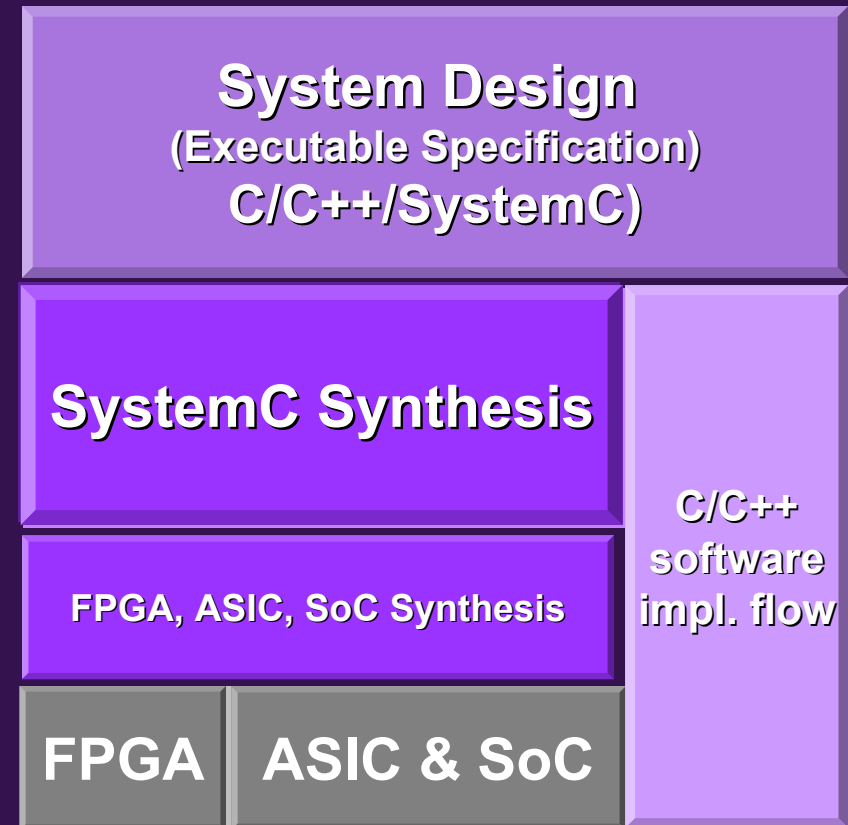 System Design
(Executable Specification)
C/C++/SystemC)
SystemC Synthesis
C/C++
software
impl. flow
FPGA, ASIC, SoC Synthesis
FPGA
ASIC & SoC